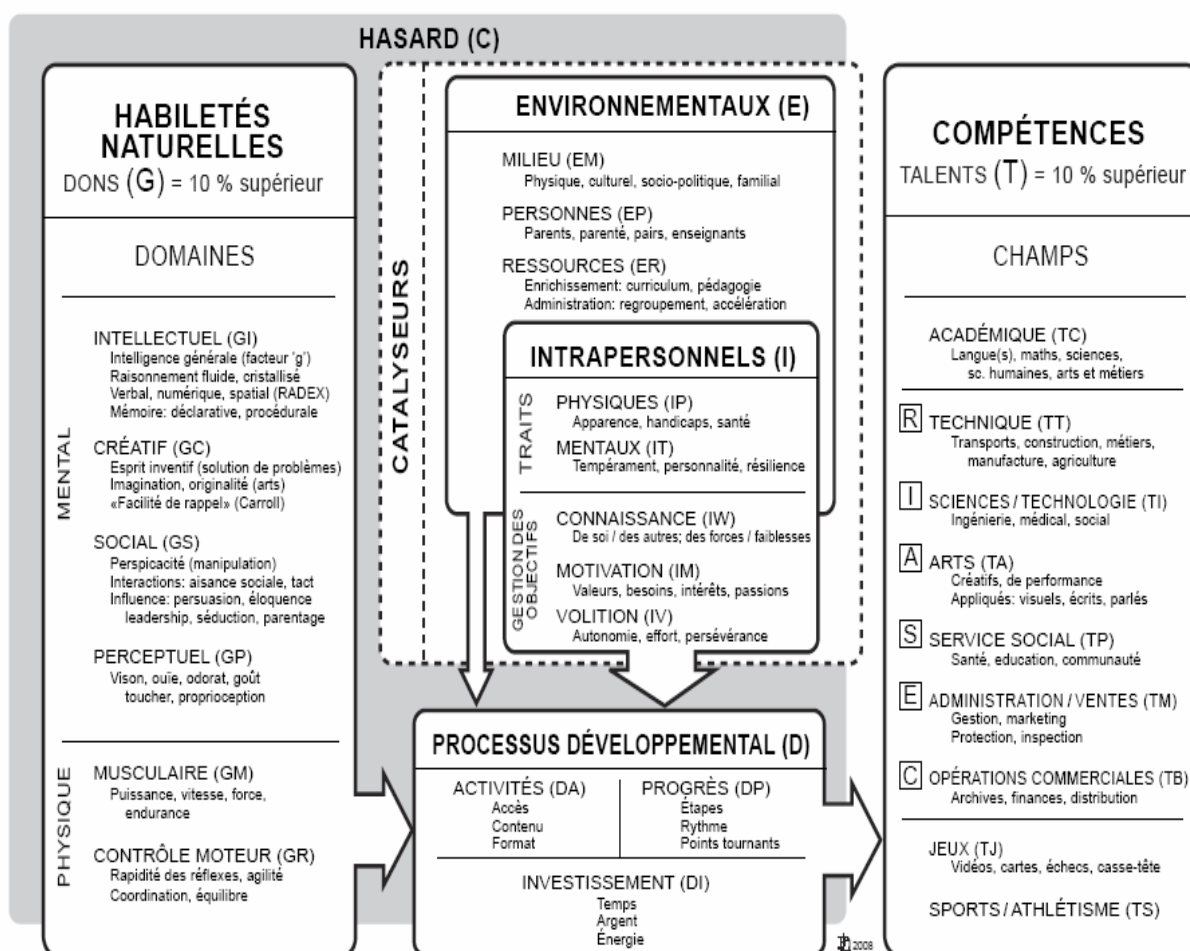 HASARD (C)
HABILETÉS
NATURELLES
DONS (G) = 10 % supérieur
DOMAINES
MENTAL
INTELLECTUEL (GI)
Intelligence générale (facteur 'g')
Raisonnement fluide, cristallisé
Verbal, numérique, spatial (RADEX)
Mémoire: déclarative, procédurale
CRÉATIF (GC)
Esprit inventif (solution de problèmes)
Imagination, originalité (arts)
«Facilité de rappel» (Carroll)
SOCIAL (GS)
Perspicacité (manipulation)
Interactions: aisance sociale, tact
Influence: persuasion, éloquence
leadership, séduction, parentage
PERCEPTUEL (GP)
Vison, ouïe, odorat, goût
toucher, proprioception
PHYSIQUE
MUSCULAIRE (GM)
Puissance, vitesse, force,
endurance
CONTRÔLE MOTEUR (GR)
Rapidité des réflexes, agilité
Coordination, équilibre
CATALYSEURS
ENVIRONNEMENTAUX (E)
MILIEU (EM)
Physique, culturel, socio-politique, familial
PERSONNES (EP)
Parents, parenté, pairs, enseignants
RESSOURCES (ER)
Enrichissement: curriculum, pédagogie
Administration: regroupement, accélération
INTRAPERSONNELS (I)
TRAITS
PHYSIQUES (IP)
Apparence, handicaps, santé
MENTAUX (IT)
Tempérament, personnalité, résilience
GESTION DES
OBJECTIFS
CONNAISSANCE (IW)
De soi / des autres; des forces / faiblesses
MOTIVATION (IM)
Valeurs, besoins, intérêts, passions
VOLITION (IV)
Autonomie, effort, persévérance
PROCESSUS DÉVELOPPEMENTAL (D)
ACTIVITÉS (DA)
Accès
Contenu
Format
PROGRÈS (DP)
Étapes
Rythme
Points tournants
INVESTISSEMENT (DI)
Temps
Argent
Énergie
COMPÉTENCES
TALENTS (T) = 10 % supérieur
CHAMPS
ACADÉMIQUE (TC)
Langue(s), maths, sciences,
sc. humaines, arts et métiers
R TECHNIQUE (TT)
Transports, construction, métiers,
manufacture, agriculture
I SCIENCES / TECHNOLOGIE (TI)
Ingénierie, médical, social
A ARTS (TA)
Créatifs, de performance
Appliqués: visuels, écrits, parlés
S SERVICE SOCIAL (TP)
Santé, education, communauté
E ADMINISTRATION / VENTES (TM)
Gestion, marketing
Protection, inspection
C OPÉRATIONS COMMERCIALES (TB)
Archives, finances, distribution
JEUX (TJ)
Vidéos, cartes, échecs, casse-tête
SPORTS / ATHLÉTISME (TS)
2008